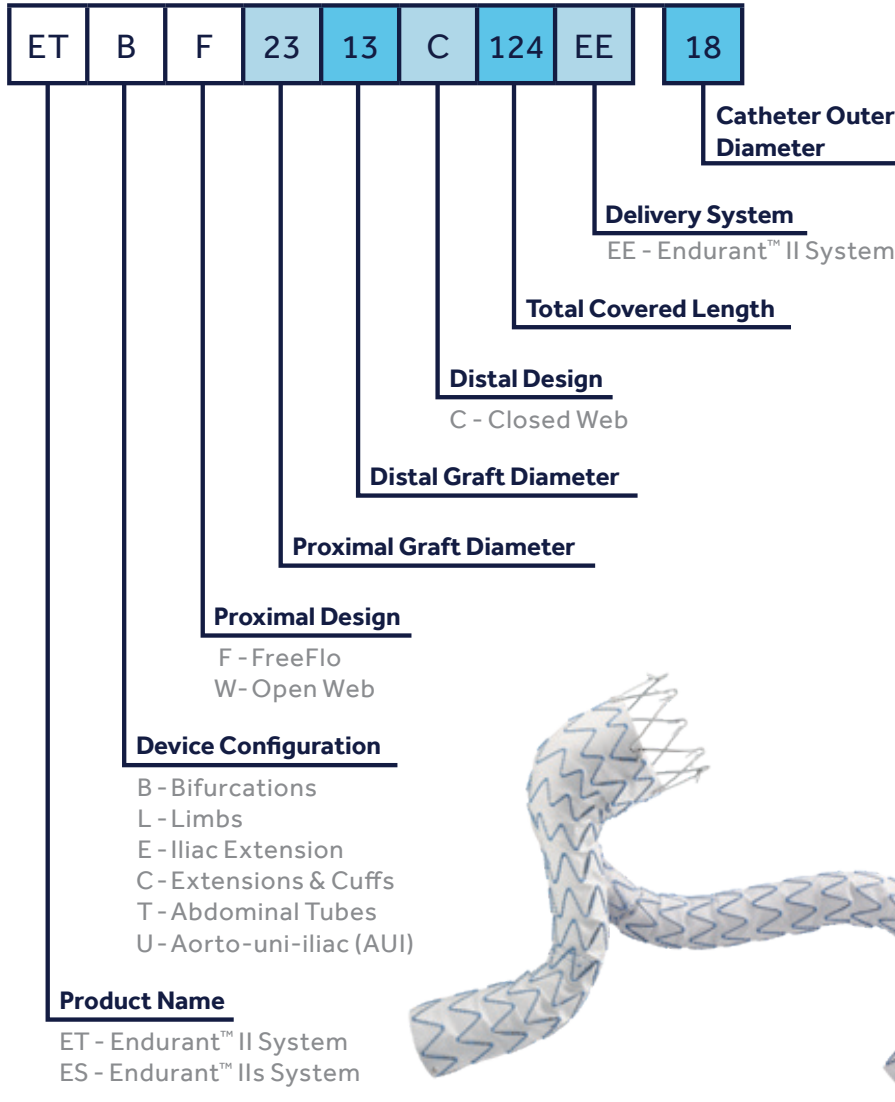 ET B F 23 13 C 124 EE 18
Catheter Outer
Diameter
Delivery System
EE - Endurant™ II System
Total Covered Length
Distal Design
C - Closed Web
Distal Graft Diameter
Proximal Graft Diameter
Proximal Design
F - FreeFlo
W- Open Web
Device Configuration
B - Bifurcations
L - Limbs
E - Iliac Extension
C - Extensions & Cuffs
T - Abdominal Tubes
U - Aorto-uni-iliac (AUI)
Product Name
ET - Endurant™ II System
ES - Endurant™ IIs System